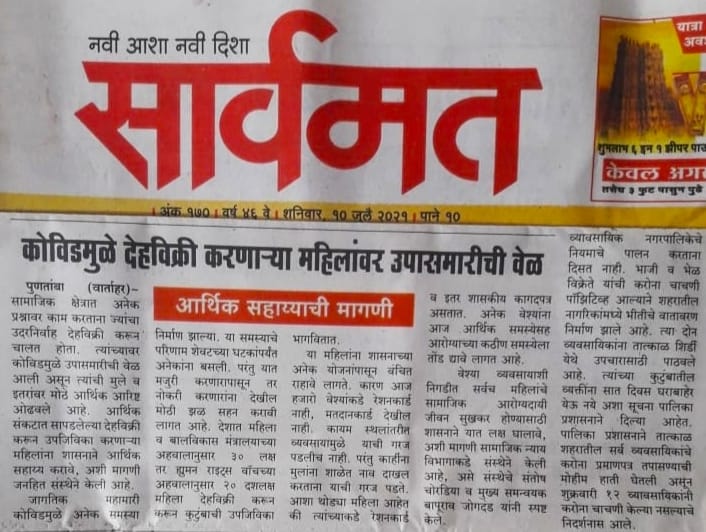 नवी आशा नवी दिशा
सार्वमत
यात्रा
शुभलाभ ६ इन १ झीपर पाउ
केवल अगर
तसेच ३ फुट पासुन पुढे
। अंक १७० । वर्ष ४६ वे । शनिवार, १० जुलै २०२१ । पाने १०
कोविडमुळे देहविक्री करणाऱ्या महिलांवर उपासमारीची वेळ
आर्थिक सहाय्याची मागणी
पुणतांबा (वार्ताहर)–
सामाजिक क्षेत्रात अनेक
प्रश्नावर काम करताना ज्यांचा
उदरनिर्वाह देहविक्री करून
चालत होता. त्यांच्यावर
कोविडमुळे उपासमारीची वेळ
आली असून त्यांची मुले व
इतरांवर मोठे आर्थिक आरिष्ट
ओढवले आहे. आर्थिक
संकटात सापडलेल्या देहविक्री
करून उपजिविका करणाऱ्या
महिलांना शासनाने आर्थिक
सहाय्य करावे, अशी मागणी
जनहित संस्थेने केली आहे.
जागतिक महामारी
कोविडमुळे अनेक समस्या
निर्माण झाल्या. या समस्याचे
परिणाम शेवटच्या घटकांपर्यंत
अनेकांना बसली. परंतु यात
मजुरी करणारापासून तर
नोकरी करणारांना देखील
मोठी झळ सहन करावी
लागत आहे. देशात महिला
व बालविकास मंत्रालयाच्या
अहवालानुसार ३० लक्ष
तर ह्युमन राइट्स वॉचच्या
अहवालानुसार २० दशलक्ष
महिला देहविक्री करून
करून कुटुंबाची उपजिविका
भागवितात.
या महिलांना शासनाच्या
अनेक योजनांपासून वंचित
राहावे लागते. कारण आज
हजारो वेश्यांकडे रेशनकार्ड
नाही, मतदानकार्ड देखील
नाही. कायम स्थलांतरीत
व्यवसायामुळे याची गरज
पडलीच नाही. परंतु काहींना
मुलांना शाळेत नाव दाखल
करताना याची गरज पडते.
आशा थोड्या महिला आहेत
की त्यांच्याकडे रेशनकार्ड
व इतर शासकीय कागदपत्र
असतात. अनेक वेश्यांना
आज आर्थिक समस्येसह
आरोग्याच्या कठीण समस्येला
तोंड द्यावे लागत आहे.
वेश्या व्यवसायाशी
निगडीत सर्वच महिलांचे
सामाजिक आरोग्यदायी
जीवन सुखकर होण्यासाठी
शासनाने यात लक्ष घालावे,
अशी मागणी सामाजिक न्याय
विभागाकडे संस्थेने केली
आहे, असे संस्थेचे संतोष
चोरडिया व मुख्य समन्वयक
बापूराव जोगदड यांनी स्पष्ट
केले.
व्यावसायिक नगरपालिकेचे
नियमाचे पालन करताना
दिसत नाही. भाजी व भेळ
विक्रेते यांची करोना चाचणी
पॉझिटिव्ह आल्याने शहरातील
नागरिकांमध्ये भीतीचे वातावरण
निर्माण झाले आहे. त्या दोन
व्यवसायिकांना तात्काळ शिर्डी
येथे उपचारासाठी पाठवले
आहे. त्यांच्या कुटुंबातील
व्यक्तींना सात दिवस घराबाहेर
येऊ नये अशा सूचना पालिका
प्रशासनाने दिल्या आहेत.
पालिका प्रशासनाने तात्काळ
शहरातील सर्व व्यवसायिकांचे
करोना प्रमाणपत्र तपासण्याची
मोहीम हाती घेतली असून
शुक्रवारी १२ व्यावसायिकांनी
करोना चाचणी केल्या नसल्याचे
निदर्शनास आले